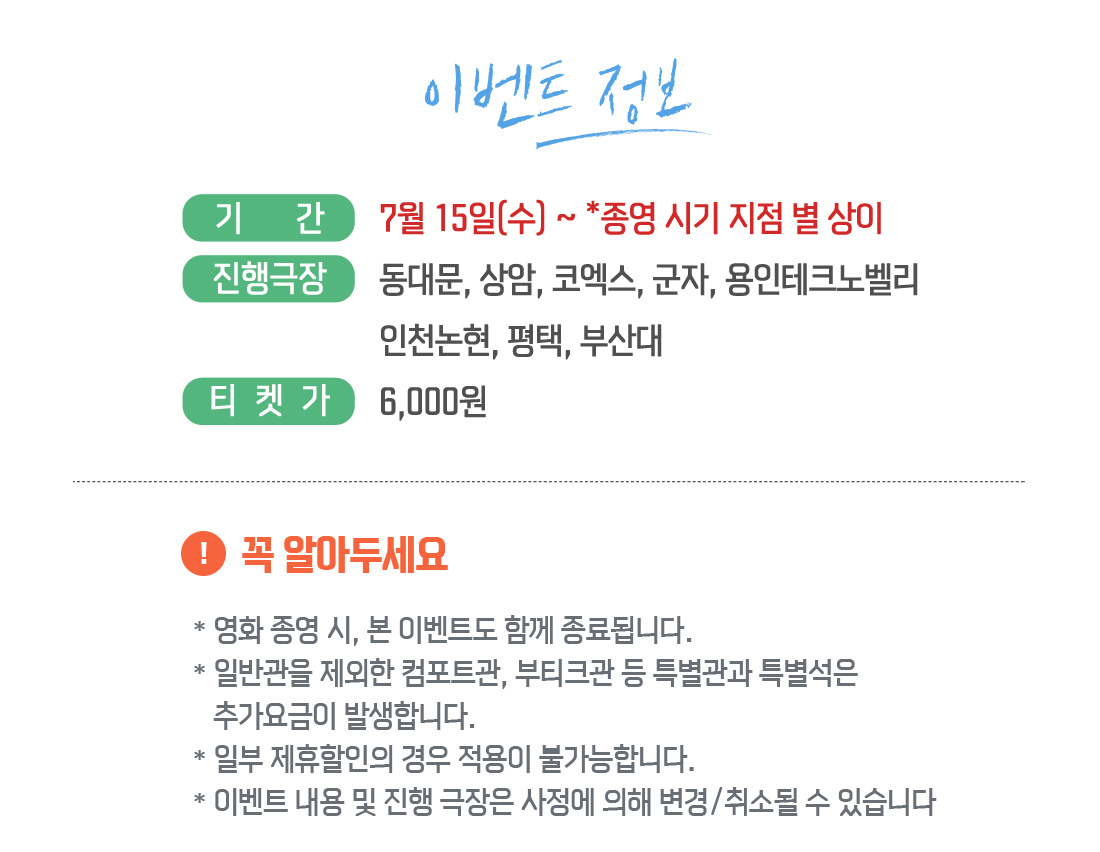 이벤트 정보
기 간 7월 15일(수) ~ *종영 시기 지점 별 상이
진행극장 동대문, 상암, 코엑스, 군자, 용인테크노벨리
인천논현, 평택, 부산대
티 켓 가 6,000원
! 꼭 알아두세요
* 영화 종영 시, 본 이벤트도 함께 종료됩니다.
* 일반관을 제외한 컴포트관, 부티크관 등 특별관과 특별석은
추가요금이 발생합니다.
* 일부 제휴할인의 경우 적용이 불가능합니다.
* 이벤트 내용 및 진행 극장은 사정에 의해 변경/취소될 수 있습니다